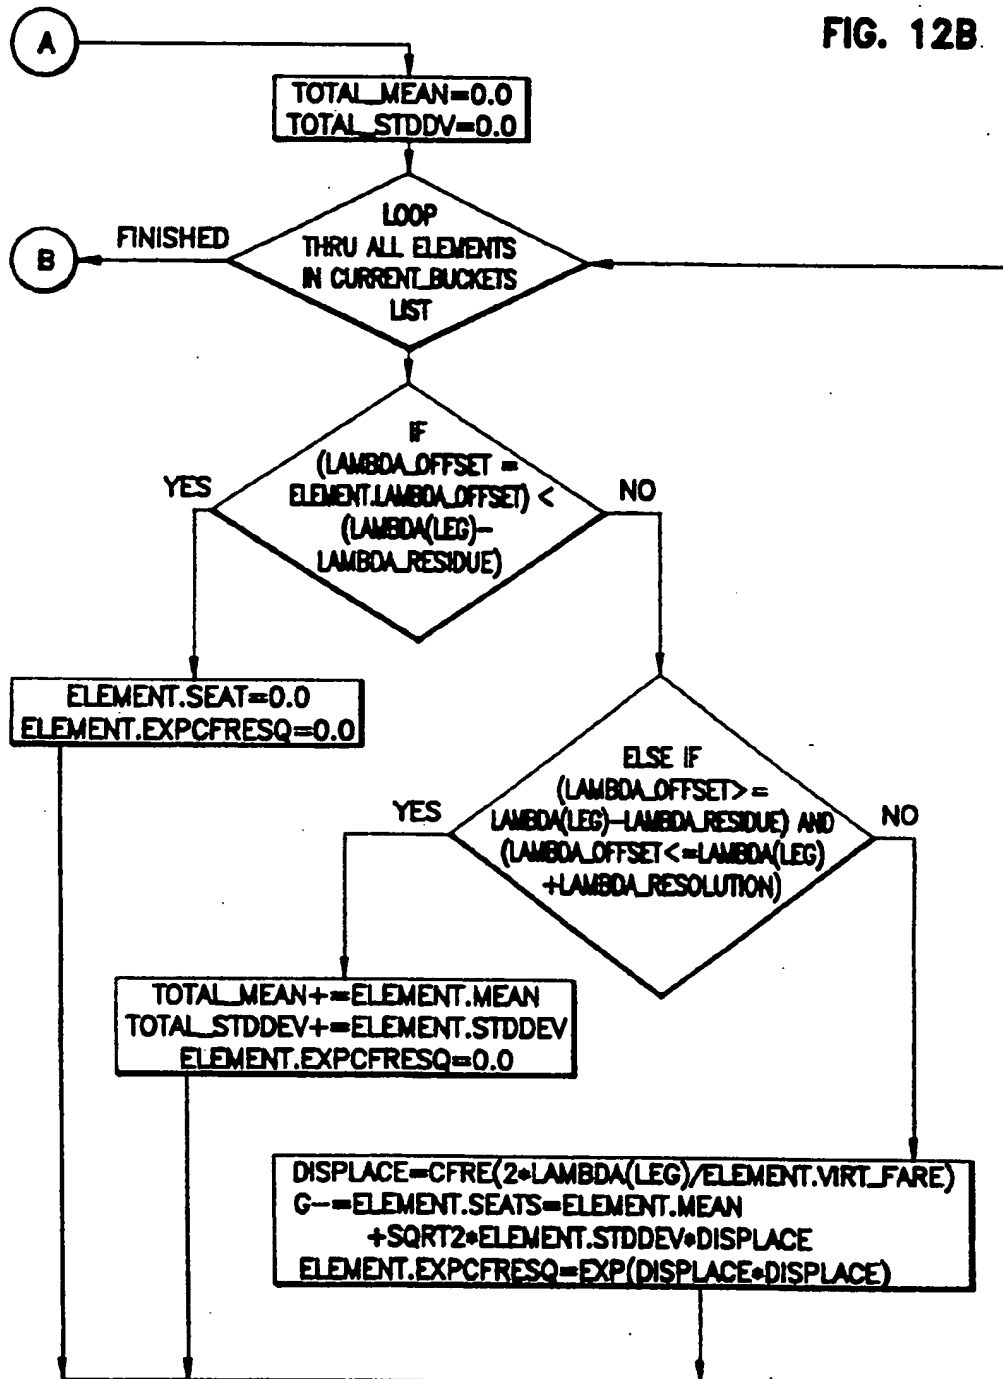 A
FIG. 12B
TOTAL_MEAN=0.0
TOTAL_STDDV=0.0
LOOP
THRU ALL ELEMENTS
IN CURRENT_BUCKETS
LIST
FINISHED
B
IF
(LAMBDA_OFFSET =
ELEMENT.LAMBDA_OFFSET) <
(LAMBDA(LEG)-
LAMBDA_RESIDUE)
YES
NO
ELEMENT.SEAT=0.0
ELEMENT.EXPCFRESQ=0.0
ELSE IF
(LAMBDA_OFFSET>=
LAMBDA(LEG)-LAMBDA_RESIDUE) AND
(LAMBDA_OFFSET<=LAMBDA(LEG)
+LAMBDA_RESOLUTION)
YES
NO
TOTAL_MEAN+=ELEMENT.MEAN
TOTAL_STDDEV+=ELEMENT.STDDEV
ELEMENT.EXPCFRESQ=0.0
DISPLACE=CFRE(2*LAMBDA(LEG)/ELEMENT.VIRT_FARE)
G-=ELEMENT.SEATS=ELEMENT.MEAN
+SQRT2*ELEMENT.STDDEV*DISPLACE
ELEMENT.EXPCFRESQ=EXP(DISPLACE*DISPLACE)